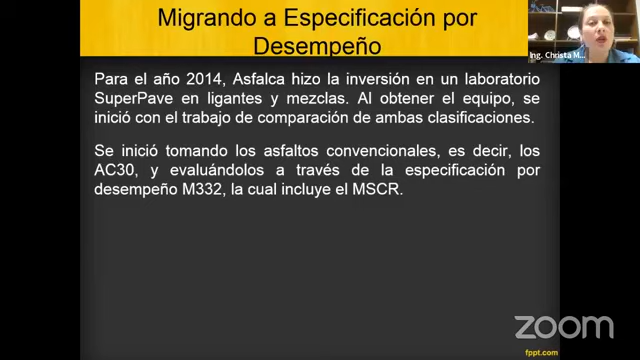 Migrando a Especificación por
Desempeño
Para el año 2014, Asfalca hizo la inversión en un laboratorio
SuperPave en ligantes y mezclas. Al obtener el equipo, se
inició con el trabajo de comparación de ambas clasificaciones.
Se inició tomando los asfaltos convencionales, es decir, los
AC30, y evaluándolos a través de la especificación por
desempeño M332, la cual incluye el MSCR.
Ing. Christa M...
zoom
fppt.com